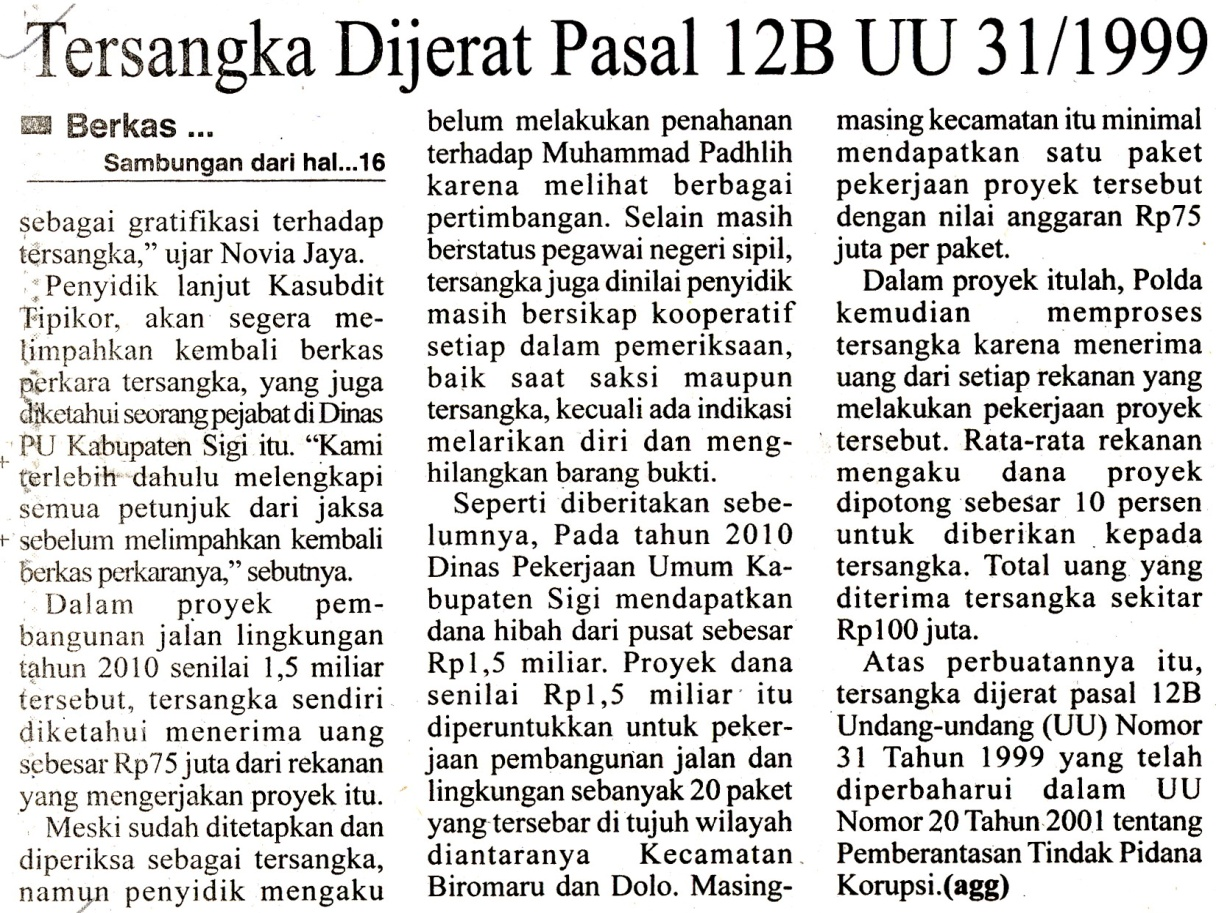 Tersangka Dijerat Pasal 12B UU 31/1999
Berkas ...
Sambungan dari hal...16
sebagai gratifikasi terhadap
tersangka,” ujar Novia Jaya.
Penyidik lanjut Kasubdit
Tipikor, akan segera me-
limpahkan kembali berkas
perkara tersangka, yang juga
diketahui seorang pejabat di Dinas
PU Kabupaten Sigi itu. “Kami
terlebih dahulu melengkapi
semua petunjuk dari jaksa
sebelum melimpahkan kembali
berkas perkaranya,” sebutnya.
Dalam proyek pem-
bangunan jalan lingkungan
tahun 2010 senilai 1,5 miliar
tersebut, tersangka sendiri
diketahui menerima uang
sebesar Rp75 juta dari rekanan
yang mengerjakan proyek itu.
Meski sudah ditetapkan dan
diperiksa sebagai tersangka,
namun penyidik mengaku
belum melakukan penahanan
terhadap Muhammad Padhlih
karena melihat berbagai
pertimbangan. Selain masih
berstatus pegawai negeri sipil,
tersangka juga dinilai penyidik
masih bersikap kooperatif
setiap dalam pemeriksaan,
baik saat saksi maupun
tersangka, kecuali ada indikasi
melarikan diri dan meng-
hilangkan barang bukti.
Seperti diberitakan sebe-
lumnya, Pada tahun 2010
Dinas Pekerjaan Umum Ka-
bupaten Sigi mendapatkan
dana hibah dari pusat sebesar
Rp1,5 miliar. Proyek dana
senilai Rp1,5 miliar itu
diperuntukkan untuk peker-
jaan pembangunan jalan dan
lingkungan sebanyak 20 paket
yang tersebar di tujuh wilayah
diantaranya Kecamatan
Biromaru dan Dolo. Masing-
masing kecamatan itu minimal
mendapatkan satu paket
pekerjaan proyek tersebut
dengan nilai anggaran Rp75
juta per paket.
Dalam proyek itulah, Polda
kemudian memproses
tersangka karena menerima
uang dari setiap rekanan yang
melakukan pekerjaan proyek
tersebut. Rata-rata rekanan
mengaku dana proyek
dipotong sebesar 10 persen
untuk diberikan kepada
tersangka. Total uang yang
diterima tersangka sekitar
Rp100 juta.
Atas perbuatannya itu,
tersangka dijerat pasal 12B
Undang-undang (UU) Nomor
31 Tahun 1999 yang telah
diperbaharui dalam UU
Nomor 20 Tahun 2001 tentang
Pemberantasan Tindak Pidana
Korupsi.(agg)